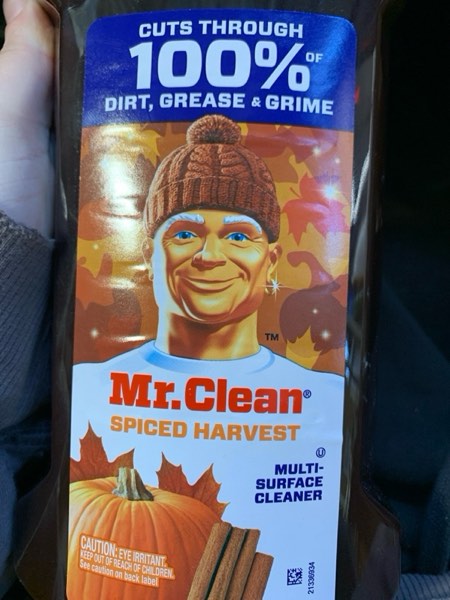 CUTS THROUGH
100% OF
DIRT, GREASE & GRIME
TM
Mr.Clean®
SPICED HARVEST
U
MULTI-
SURFACE
CLEANER
CAUTION: EYE IRRITANT.
KEEP OUT OF REACH OF CHILDREN.
See caution on back label
21336934